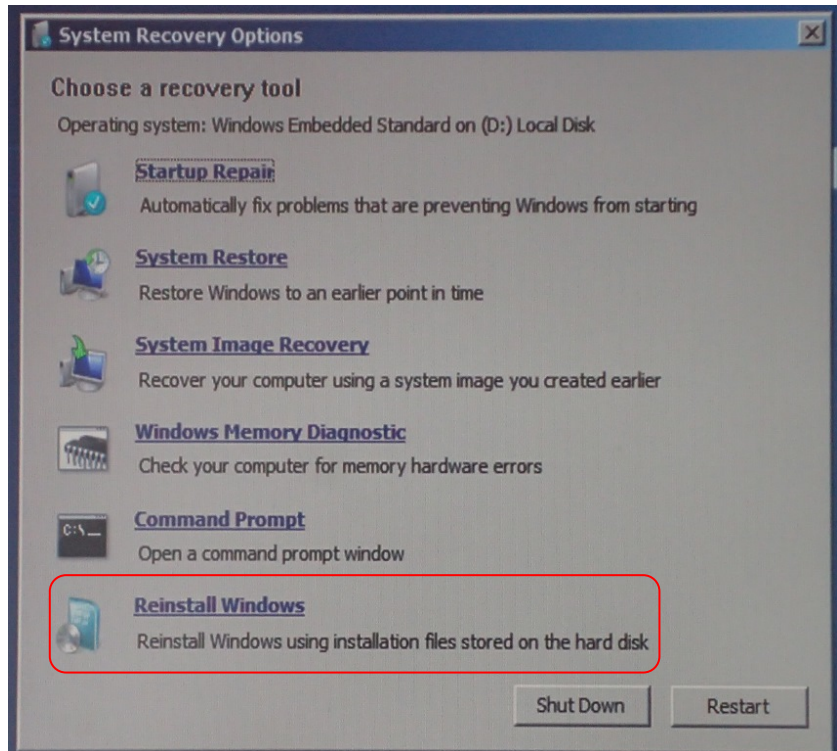 System Recovery Options
Choose a recovery tool
Operating system: Windows Embedded Standard on (D:) Local Disk
Startup Repair
Automatically fix problems that are preventing Windows from starting
System Restore
Restore Windows to an earlier point in time
System Image Recovery
Recover your computer using a system image you created earlier
Windows Memory Diagnostic
Check your computer for memory hardware errors
C:\_
Command Prompt
Open a command prompt window
Reinstall Windows
Reinstall Windows using installation files stored on the hard disk
Shut Down Restart